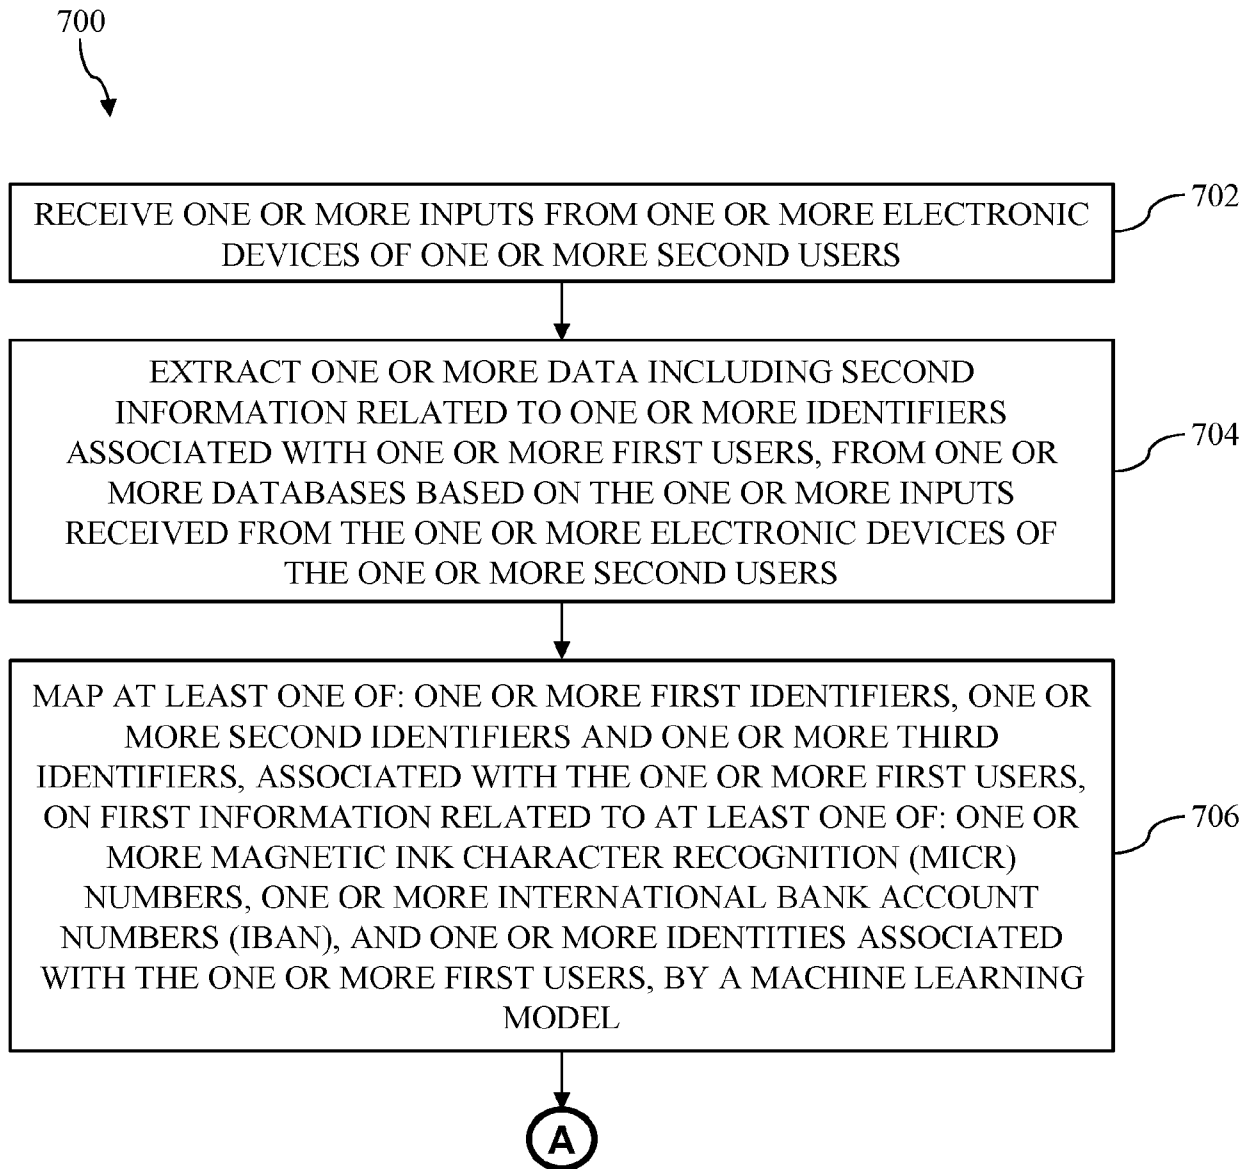 700
RECEIVE ONE OR MORE INPUTS FROM ONE OR MORE ELECTRONIC
DEVICES OF ONE OR MORE SECOND USERS
702
EXTRACT ONE OR MORE DATA INCLUDING SECOND
INFORMATION RELATED TO ONE OR MORE IDENTIFIERS
ASSOCIATED WITH ONE OR MORE FIRST USERS, FROM ONE OR
MORE DATABASES BASED ON THE ONE OR MORE INPUTS
RECEIVED FROM THE ONE OR MORE ELECTRONIC DEVICES OF
THE ONE OR MORE SECOND USERS
704
MAP AT LEAST ONE OF: ONE OR MORE FIRST IDENTIFIERS, ONE OR
MORE SECOND IDENTIFIERS AND ONE OR MORE THIRD
IDENTIFIERS, ASSOCIATED WITH THE ONE OR MORE FIRST USERS,
ON FIRST INFORMATION RELATED TO AT LEAST ONE OF: ONE OR
MORE MAGNETIC INK CHARACTER RECOGNITION (MICR)
NUMBERS, ONE OR MORE INTERNATIONAL BANK ACCOUNT
NUMBERS (IBAN), AND ONE OR MORE IDENTITIES ASSOCIATED
WITH THE ONE OR MORE FIRST USERS, BY A MACHINE LEARNING
MODEL
706
A